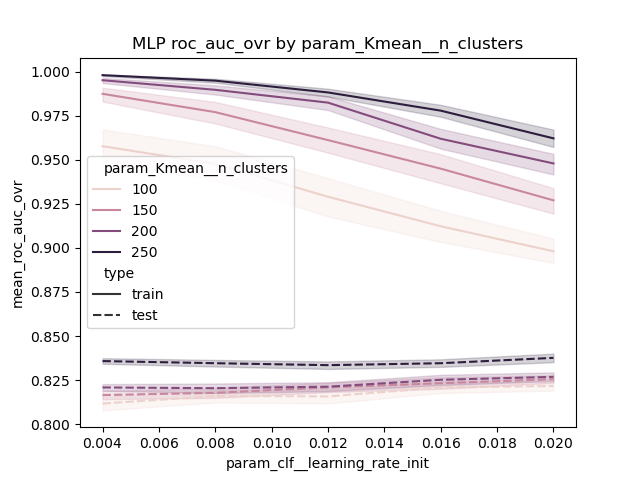 MLP roc_auc_ovr by param_Kmean__n_clusters
mean_roc_auc_ovr
1.000
0.975
0.950
0.925
0.900
0.875
0.850
0.825
0.800
param_Kmean__n_clusters
100
150
200
250
type
train
test
0.004 0.006 0.008 0.010 0.012 0.014 0.016 0.018 0.020
param_clf__learning_rate_init